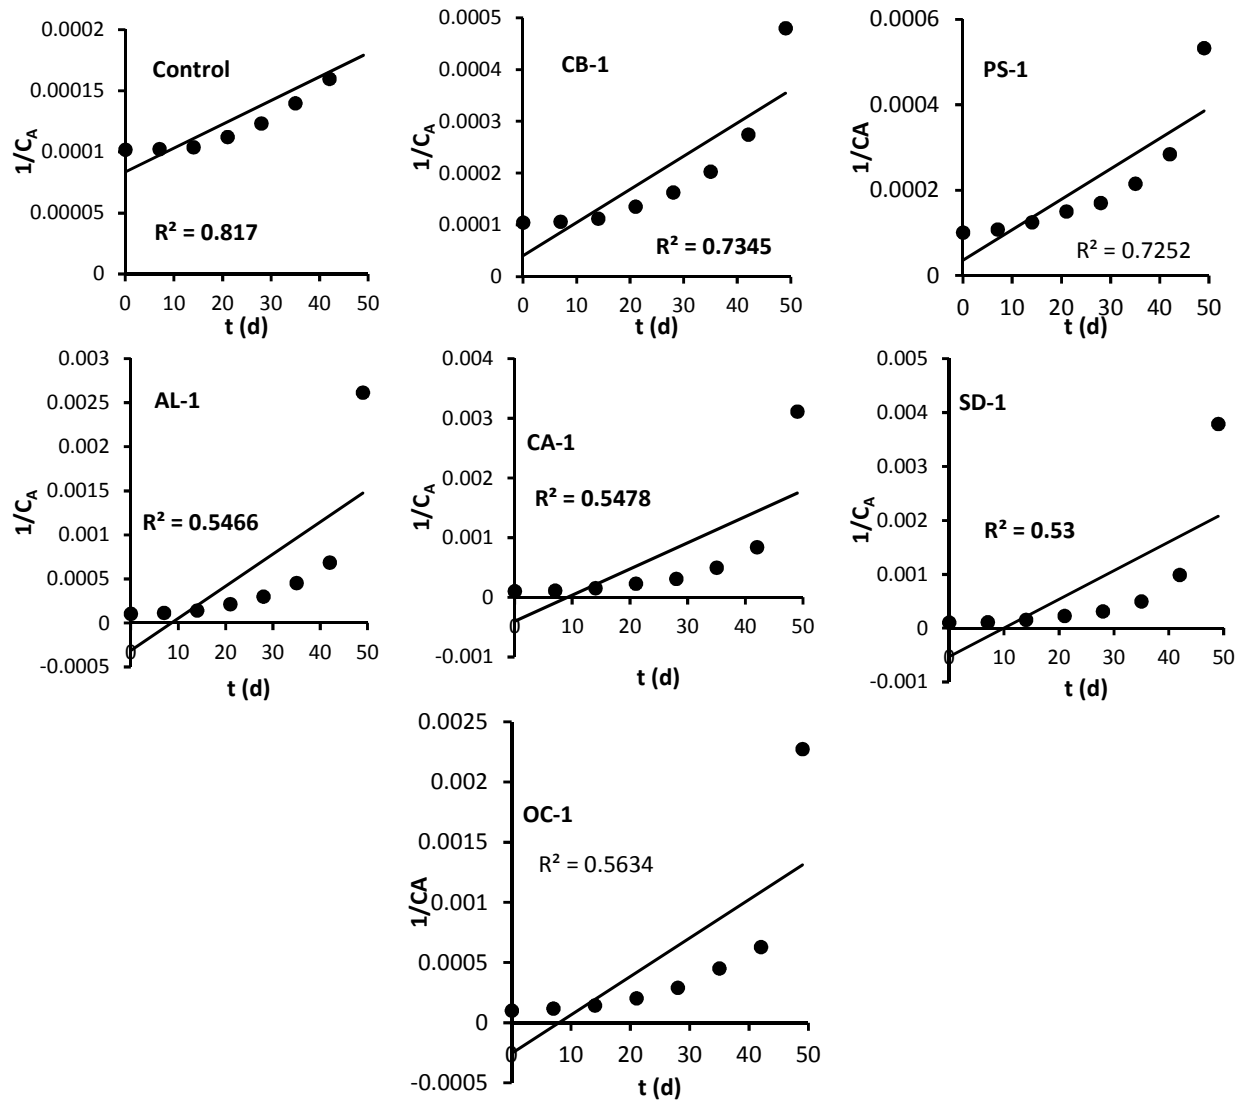 0.0002
0.00015
0.0001
0.00005
0
1/C_A
Control
R² = 0.817
0 10 20 30 40 50
t (d)
0.0005
0.0004
0.0003
0.0002
0.0001
0
1/C_A
CB-1
R² = 0.7345
0 10 20 30 40 50
t (d)
0.0006
0.0004
0.0002
0
1/CA
PS-1
R² = 0.7252
0 10 20 30 40 50
t (d)
0.003
0.0025
0.002
0.0015
0.001
0.0005
0
-0.0005
1/C_A
AL-1
R² = 0.5466
0 10 20 30 40 50
t (d)
0.004
0.003
0.002
0.001
0
-0.001
1/C_A
CA-1
R² = 0.5478
0 10 20 30 40 50
t (d)
0.005
0.004
0.003
0.002
0.001
0
-0.001
1/C_A
SD-1
R² = 0.53
0 10 20 30 40 50
t (d)
0.0025
0.002
0.0015
0.001
0.0005
0
-0.0005
1/CA
OC-1
R² = 0.5634
0 10 20 30 40 50
t (d)